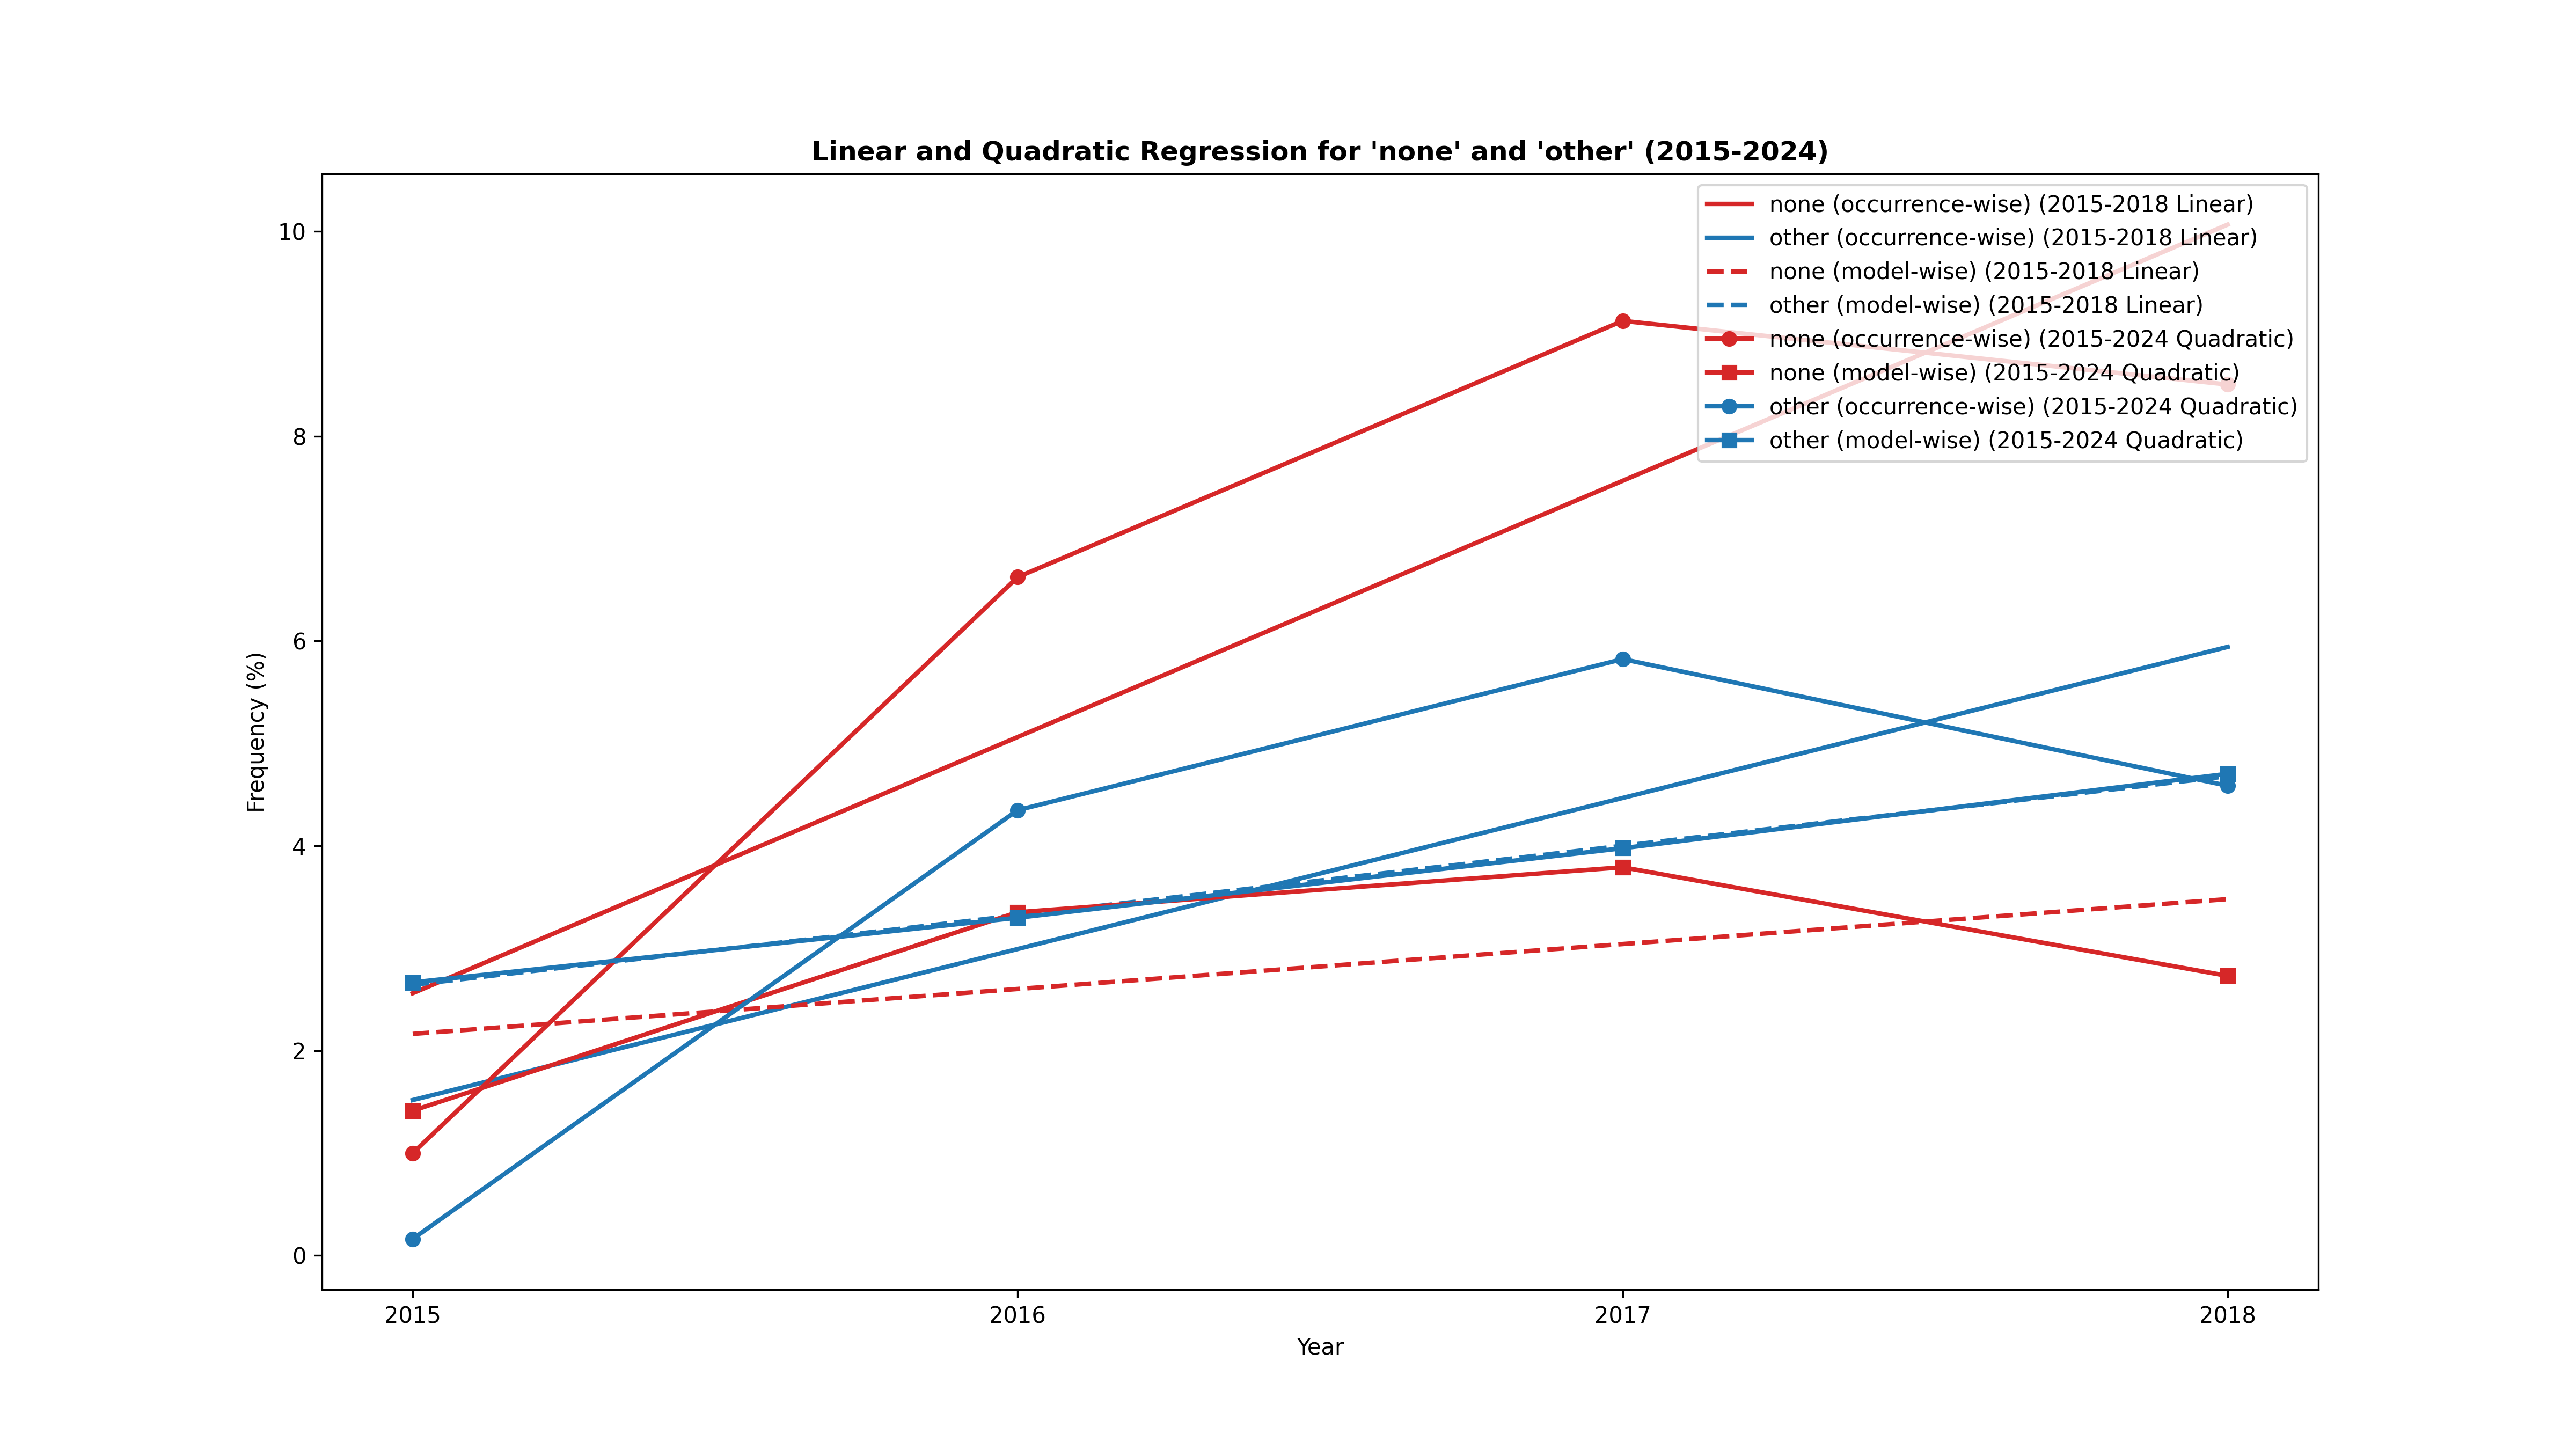 Linear and Quadratic Regression for 'none' and 'other' (2015-2024)
none (occurrence-wise) (2015-2018 Linear)
other (occurrence-wise) (2015-2018 Linear)
none (model-wise) (2015-2018 Linear)
other (model-wise) (2015-2018 Linear)
none (occurrence-wise) (2015-2024 Quadratic)
none (model-wise) (2015-2024 Quadratic)
other (occurrence-wise) (2015-2024 Quadratic)
other (model-wise) (2015-2024 Quadratic)
Frequency (%)
10
8
6
4
2
0
2015
2016
2017
2018
Year